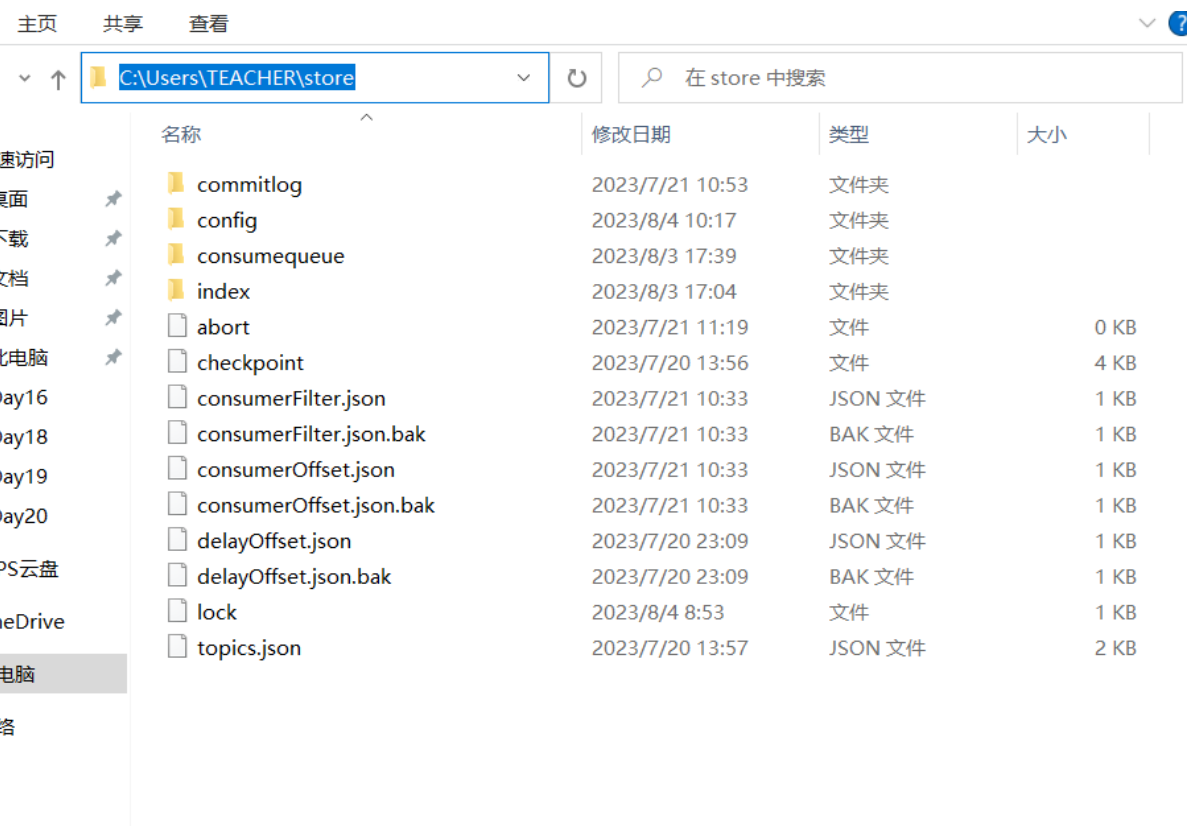 主页 共享 查看
C:\Users\TEACHER\store 在 store 中搜索
名称 修改日期 类型 大小
速访问
桌面
下载
文档
图片
此电脑
Day16
Day18
Day19
Day20
PS云盘
neDrive
电脑
络
commitlog 2023/7/21 10:53 文件夹
config 2023/8/4 10:17 文件夹
consumequeue 2023/8/3 17:39 文件夹
index 2023/8/3 17:04 文件夹
abort 2023/7/21 11:19 文件 0 KB
checkpoint 2023/7/20 13:56 文件 4 KB
consumerFilter.json 2023/7/21 10:33 JSON 文件 1 KB
consumerFilter.json.bak 2023/7/21 10:33 BAK 文件 1 KB
consumerOffset.json 2023/7/21 10:33 JSON 文件 1 KB
consumerOffset.json.bak 2023/7/21 10:33 BAK 文件 1 KB
delayOffset.json 2023/7/20 23:09 JSON 文件 1 KB
delayOffset.json.bak 2023/7/20 23:09 BAK 文件 1 KB
lock 2023/8/4 8:53 文件 1 KB
topics.json 2023/7/20 13:57 JSON 文件 2 KB